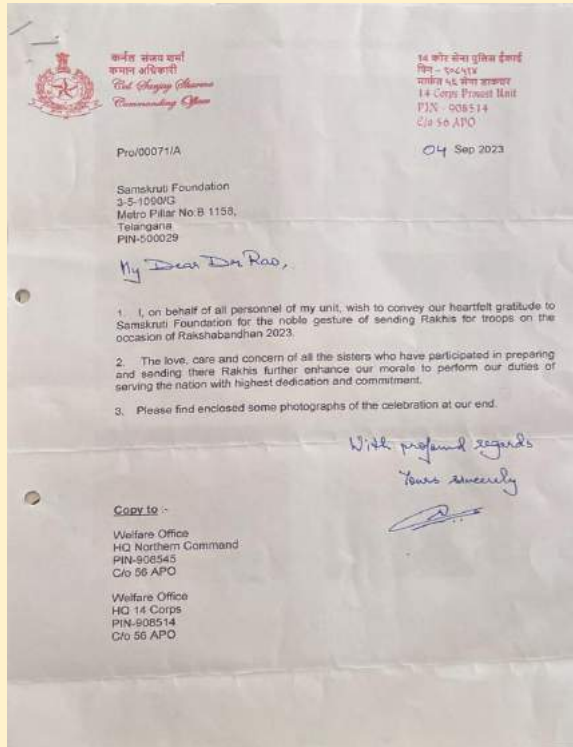 कर्नल संजय शर्मा
कमान अधिकारी
Col Sanjay Sharma
Commanding Officer
14 कोर सेना पुलिस ईकाई
पिन - ९०८५१४
मार्फत ५६ सेना डाकघर
14 Corps Provost Unit
PIN - 908514
C/o 56 APO
Pro/00071/A
04 Sep 2023
Samskruti Foundation
3-5-1090/G
Metro Pillar No:B 1158,
Telangana
PIN-500029
My Dear Dr Rao,
1. I, on behalf of all personnel of my unit, wish to convey our heartfelt gratitude to
Samskruti Foundation for the noble gesture of sending Rakhis for troops on the
occasion of Rakshabandhan 2023.
2. The love, care and concern of all the sisters who have participated in preparing
and sending there Rakhis further enhance our morale to perform our duties of
serving the nation with highest dedication and commitment.
3. Please find enclosed some photographs of the celebration at our end.
With profound regards
Yours sincerely
Copy to :-
Welfare Office
HQ Northern Command
PIN-908545
C/o 56 APO
Welfare Office
HQ 14 Corps
PIN-908514
C/o 56 APO